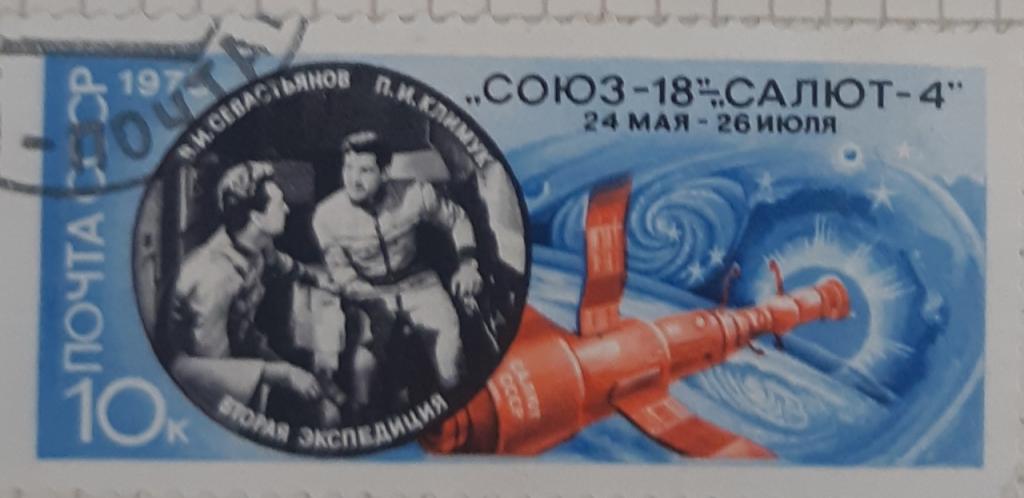 ПОЧТА СССР
197
10к
В.И.СЕВАСТЬЯНОВ П.И.КЛИМУК
ВТОРАЯ ЭКСПЕДИЦИЯ
„СОЮЗ-18"-„САЛЮТ-4"
24 МАЯ - 26 ИЮЛЯ
САЛЮТ
СССР
ПОЧТА